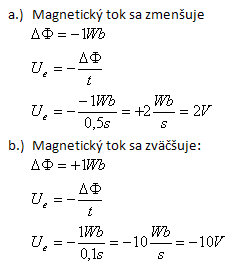 a.) Magnetický tok sa zmenšuje
ΔΦ = −1Wb
U_e = − ΔΦ / t
U_e = − −1Wb / 0,5s = +2 Wb / s = 2V
b.) Magnetický tok sa zväčšuje:
ΔΦ = +1Wb
U_e = − ΔΦ / t
U_e = − 1Wb / 0,1s = −10 Wb / s = −10V